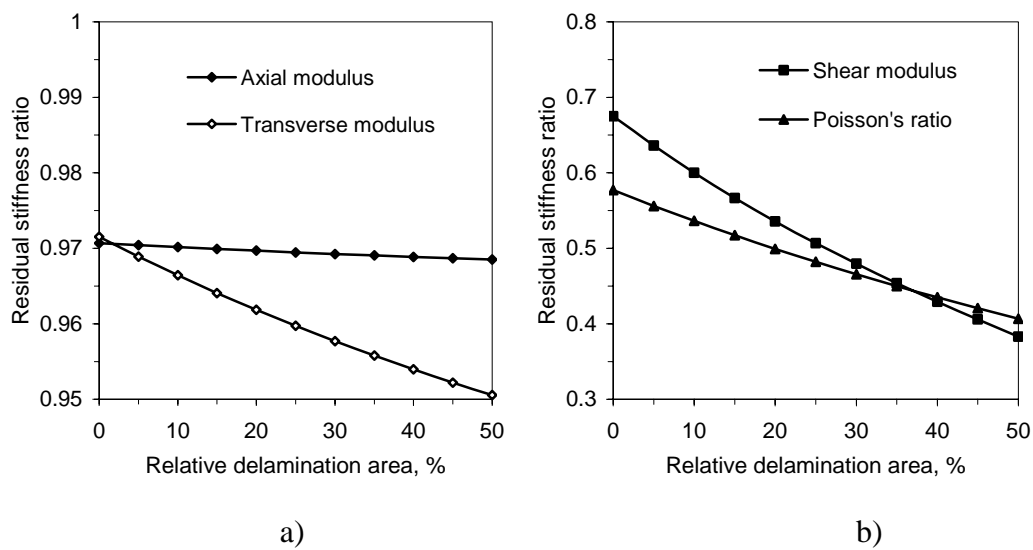 1
0.99
0.98
0.97
0.96
0.95
Residual stiffness ratio
Axial modulus
Transverse modulus
0 10 20 30 40 50
Relative delamination area, %
a)
0.8
0.7
0.6
0.5
0.4
0.3
Residual stiffness ratio
Shear modulus
Poisson's ratio
0 10 20 30 40 50
Relative delamination area, %
b)